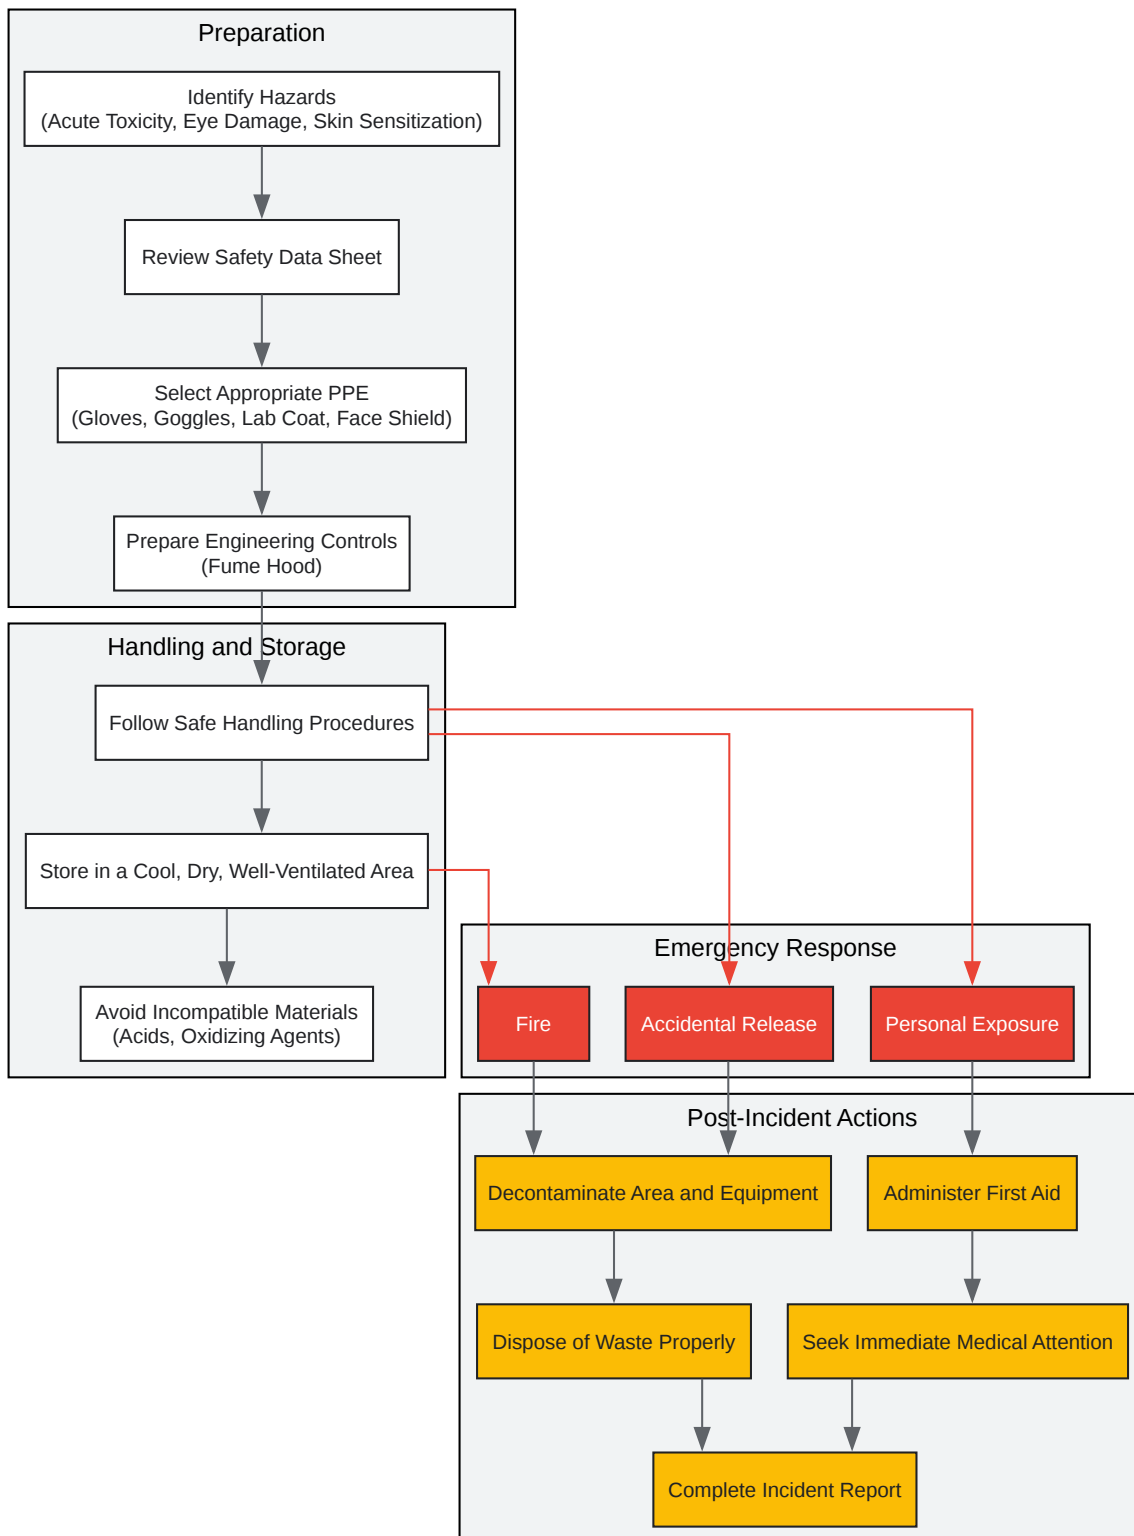 Preparation
Identify Hazards
(Acute Toxicity, Eye Damage, Skin Sensitization)
Review Safety Data Sheet
Select Appropriate PPE
(Gloves, Goggles, Lab Coat, Face Shield)
Prepare Engineering Controls
(Fume Hood)
Handling and Storage
Follow Safe Handling Procedures
Store in a Cool, Dry, Well-Ventilated Area
Avoid Incompatible Materials
(Acids, Oxidizing Agents)
Emergency Response
Fire
Accidental Release
Personal Exposure
Post-Incident Actions
Decontaminate Area and Equipment
Administer First Aid
Dispose of Waste Properly
Seek Immediate Medical Attention
Complete Incident Report